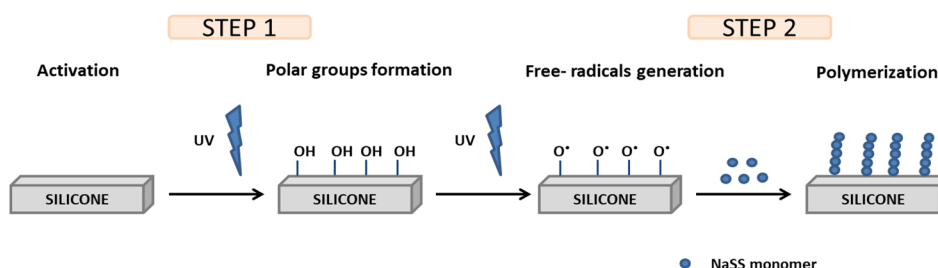 STEP 1
STEP 2
Activation
Polar groups formation
Free- radicals generation
Polymerization
UV
UV
OH OH OH OH
O• O• O• O•
SILICONE
SILICONE
SILICONE
SILICONE
NaSS monomer